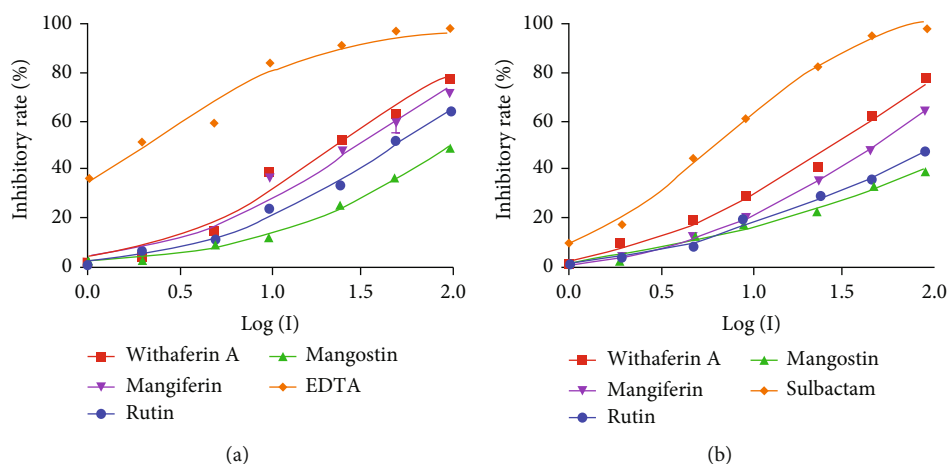 Inhibitory rate (%)
100
80
60
40
20
0
0.0 0.5 1.0 1.5 2.0
Log (I)
Withaferin A
Mangiferin
Rutin
Mangostin
EDTA
(a)
Inhibitory rate (%)
100
80
60
40
20
0
0.0 0.5 1.0 1.5 2.0
Log (I)
Withaferin A
Mangiferin
Rutin
Mangostin
Sulbactam
(b)